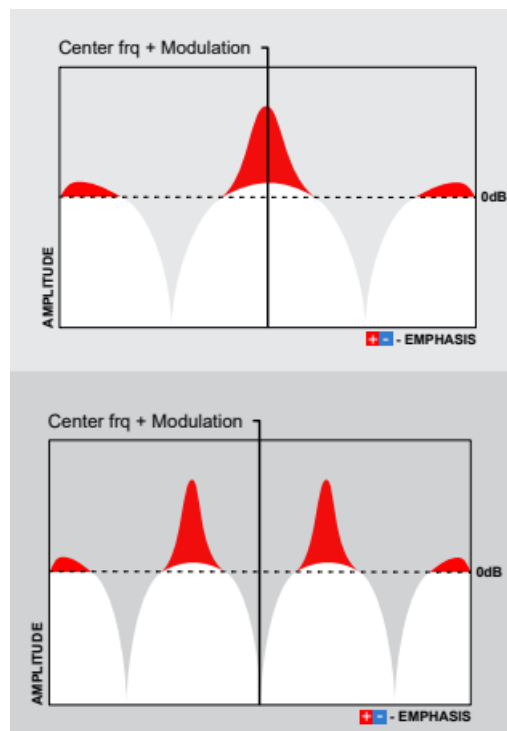 Center frq + Modulation
0dB
AMPLITUDE
+ - - EMPHASIS
Center frq + Modulation
0dB
AMPLITUDE
+ - - EMPHASIS